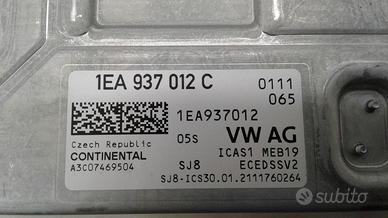 1EA 937 012 C 0111
065
1EA937012
05S VW AG
Czech Republic ICAS1 MEB19
CONTINENTAL SJ8 ECEDSSV2
A3C07469504
SJ8-ICS30.01.2111760264
subito